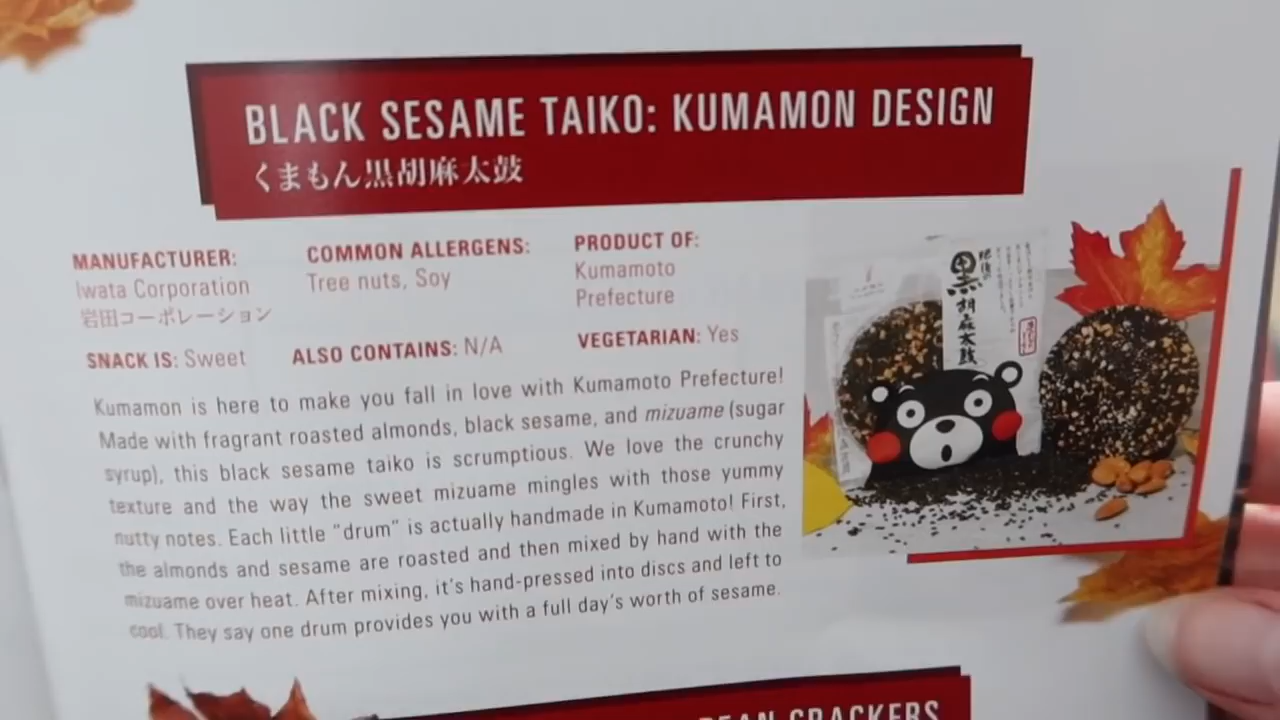 BLACK SESAME TAIKO: KUMAMON DESIGN
くまもん黒胡麻太鼓
MANUFACTURER:
Iwata Corporation
岩田コーポレーション
COMMON ALLERGENS:
Tree nuts, Soy
PRODUCT OF:
Kumamoto
Prefecture
SNACK IS: Sweet
ALSO CONTAINS: N/A
VEGETARIAN: Yes
Kumamon is here to make you fall in love with Kumamoto Prefecture!
Made with fragrant roasted almonds, black sesame, and mizuame (sugar
syrup), this black sesame taiko is scrumptious. We love the crunchy
texture and the way the sweet mizuame mingles with those yummy
nutty notes. Each little "drum" is actually handmade in Kumamoto! First,
the almonds and sesame are roasted and then mixed by hand with the
mizuame over heat. After mixing, it's hand-pressed into discs and left to
cool. They say one drum provides you with a full day's worth of sesame.
肥後の
黒胡麻太鼓
CRACKERS